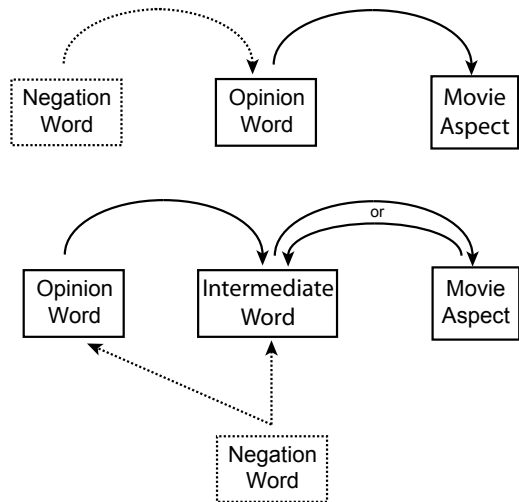 Negation
Word
Opinion
Word
Movie
Aspect
or
Opinion
Word
Intermediate
Word
Movie
Aspect
Negation
Word